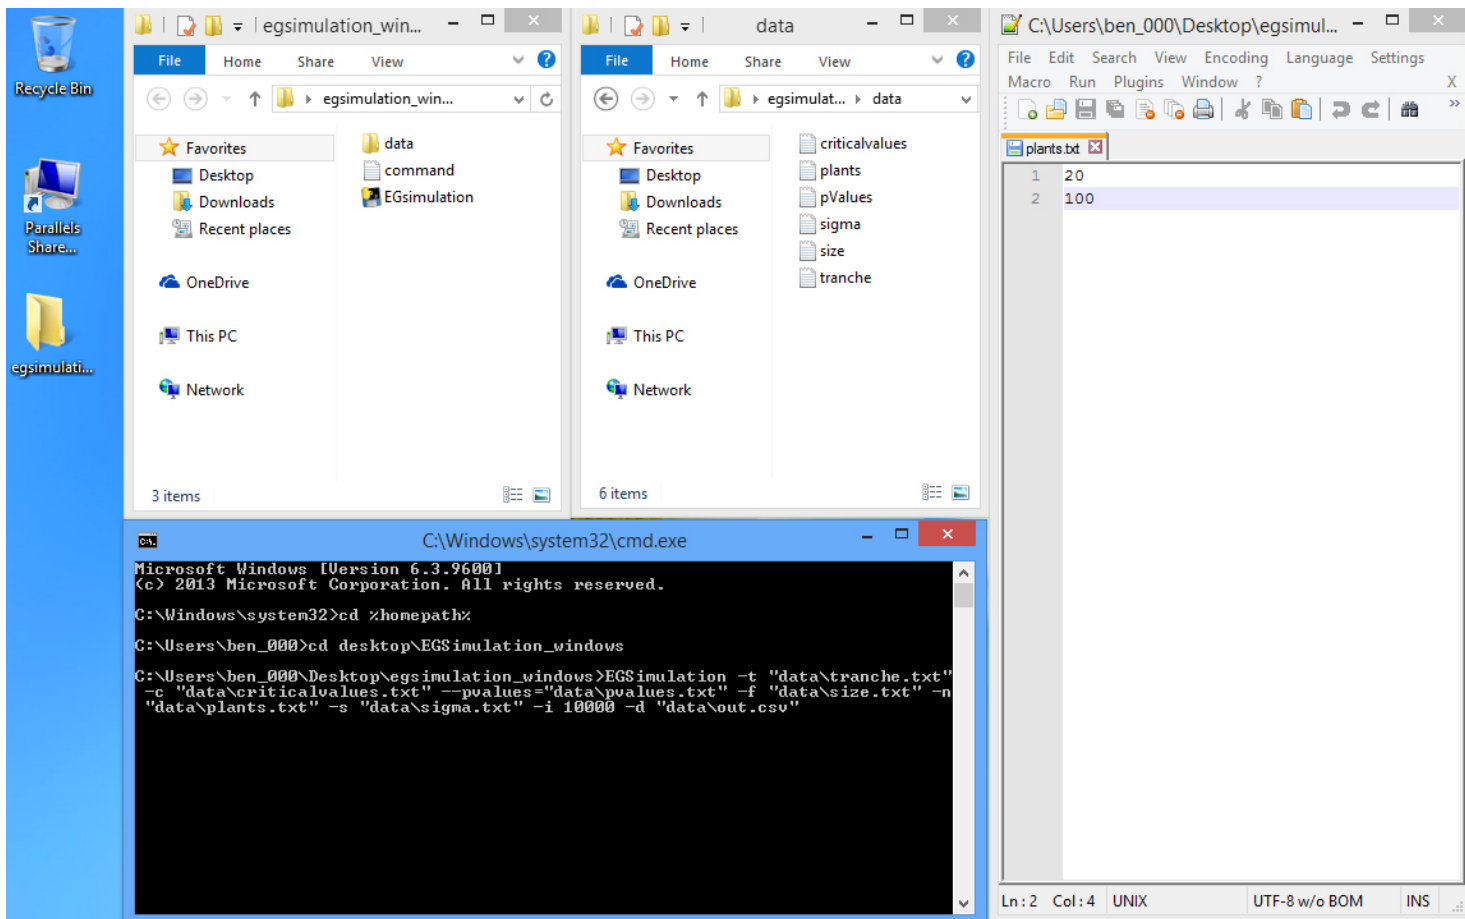 Recycle Bin
Parallels
Share...
egsimulati...
egsimulation_win...
File Home Share View
egsimulation_win...
Favorites
Desktop
Downloads
Recent places
OneDrive
This PC
Network
data
command
EGsimulation
3 items
data
File Home Share View
egsimulat... data
Favorites
Desktop
Downloads
Recent places
OneDrive
This PC
Network
criticalvalues
plants
pValues
sigma
size
tranche
6 items
C:\Users\ben_000\Desktop\egsimul...
File Edit Search View Encoding Language Settings
Macro Run Plugins Window ? X
plants.txt
1 20
2 100
Ln : 2 Col : 4 UNIX UTF-8 w/o BOM INS
C:\Windows\system32\cmd.exe
Microsoft Windows [Version 6.3.9600]
(c) 2013 Microsoft Corporation. All rights reserved.
C:\Windows\system32>cd %homepath%
C:\Users\ben_000>cd desktop\EGSimulation_windows
C:\Users\ben_000\Desktop\egsimulation_windows>EGSimulation -t "data\tranche.txt"
-c "data\criticalvalues.txt" --pvalues="data\pvalues.txt" -f "data\size.txt" -n
"data\plants.txt" -s "data\sigma.txt" -i 10000 -d "data\out.csv"